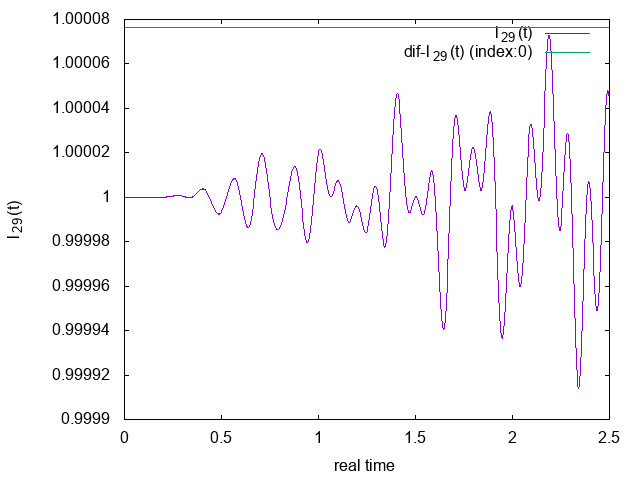 1.00008
1.00006
1.00004
1.00002
1
0.99998
0.99996
0.99994
0.99992
0.9999
0 0.5 1 1.5 2 2.5
I29(t)
real time
I29(t)
dif-I29(t) (index:0)